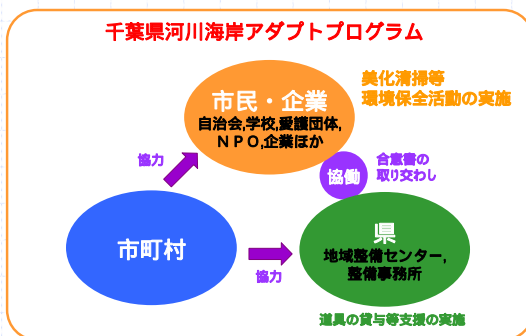 千葉県河川海岸アダプトプログラム
市民・企業
自治会,学校,愛護団体,
ＮＰＯ,企業ほか
美化清掃等
環境保全活動の実施
協力
協働
合意書の
取り交わし
市町村
県
地域整備センター,
整備事務所
協力
道具の貸与等支援の実施